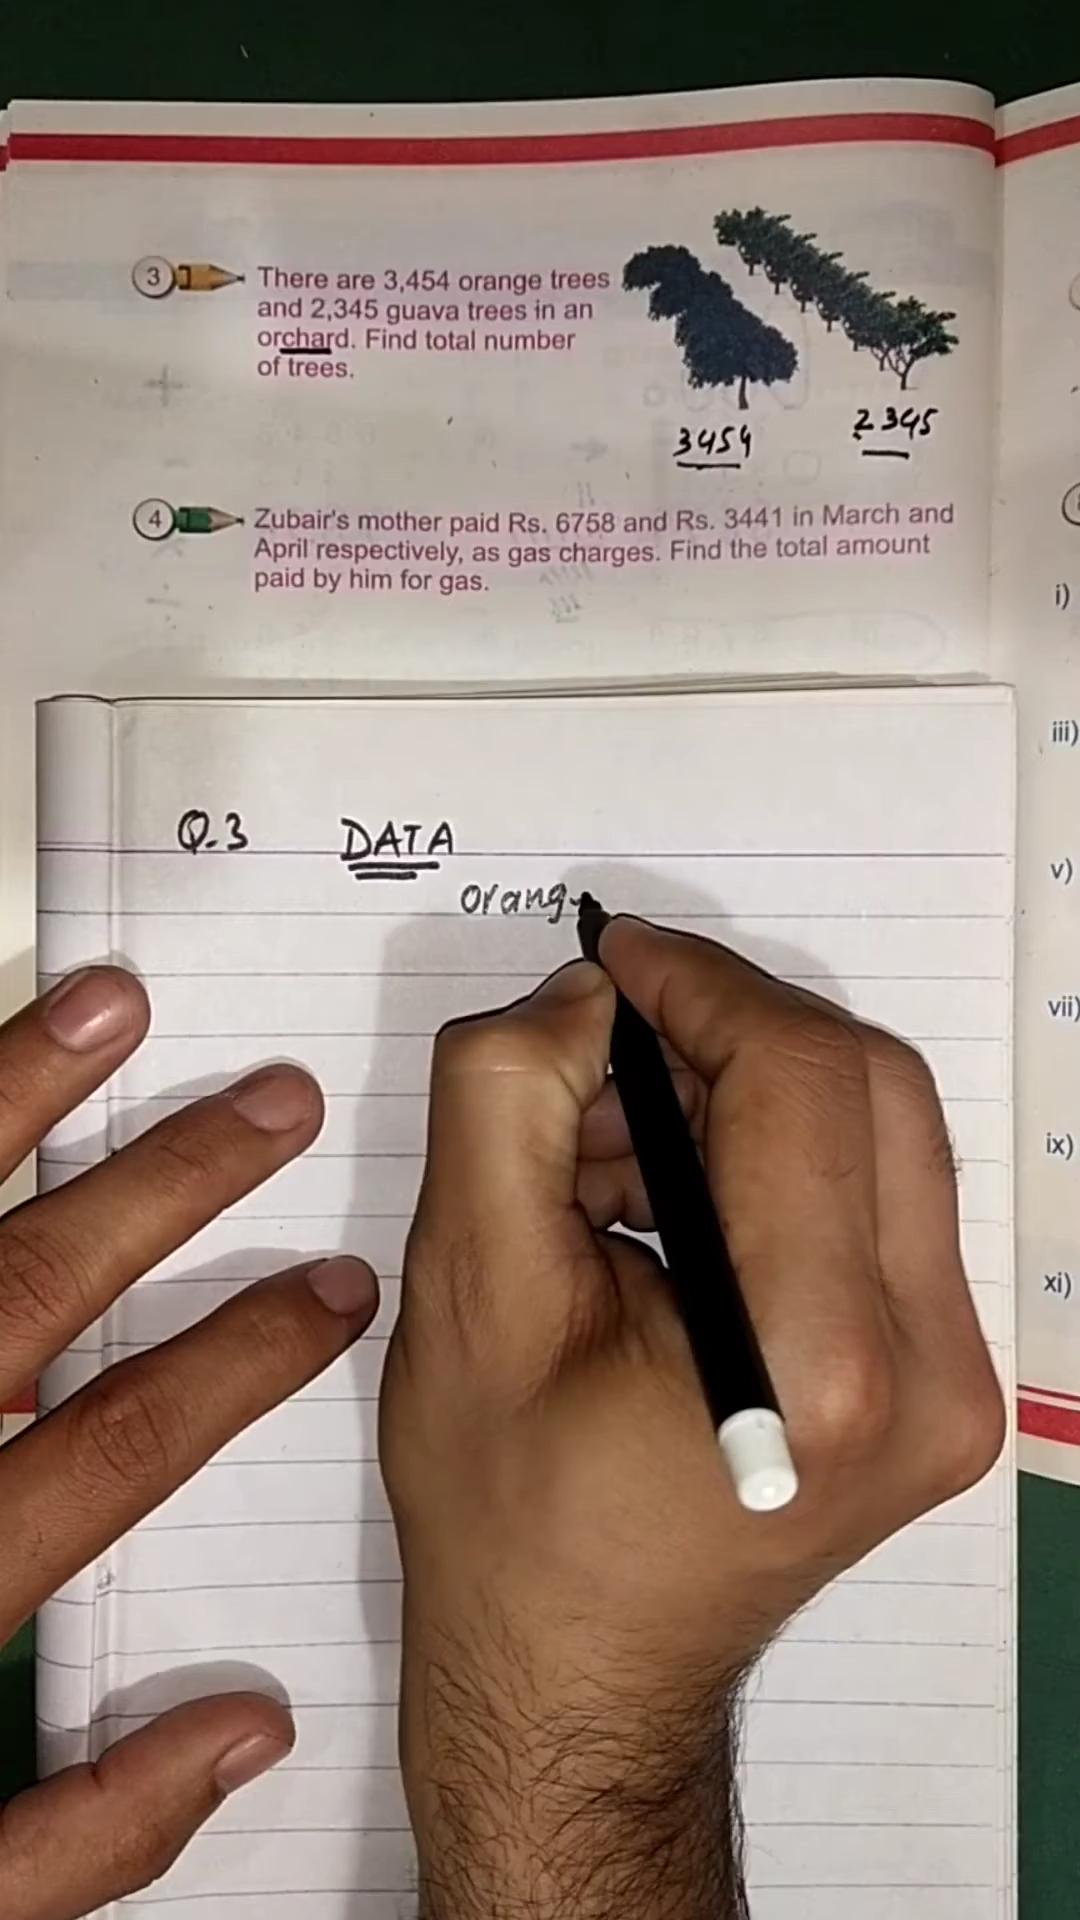 3 There are 3,454 orange trees
and 2,345 guava trees in an
orchard. Find total number
of trees.
3454
2345
4 Zubair's mother paid Rs. 6758 and Rs. 3441 in March and
April respectively, as gas charges. Find the total amount
paid by him for gas.
Q.3 DATA
orang
i)
iii)
v)
vii)
ix)
xi)